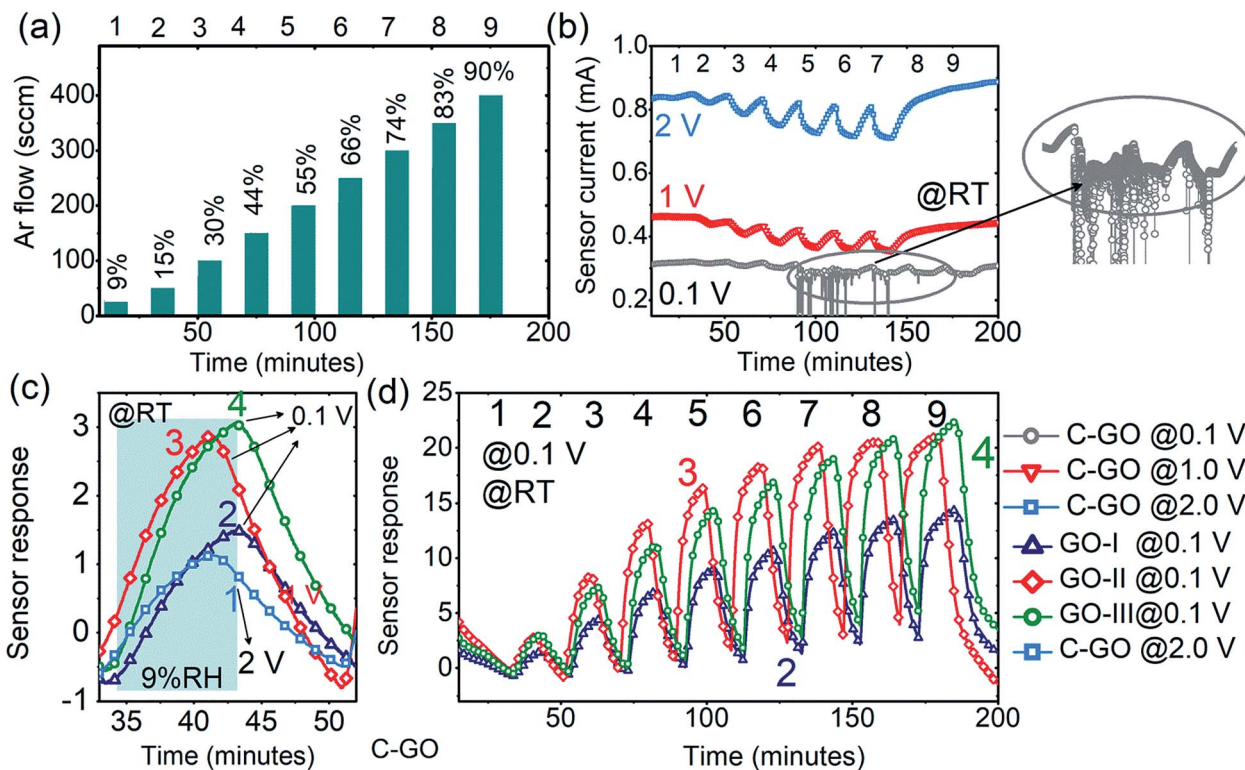 (a)
1 2 3 4 5 6 7 8 9
Ar flow (sccm)
400
300
200
100
0
9%
15%
30%
44%
55%
66%
74%
83%
90%
50 100 150 200
Time (minutes)
(b)
Sensor current (mA)
1.0
0.8
0.6
0.4
0.2
1 2 3 4 5 6 7 8 9
2 V
@RT
1 V
0.1 V
50 100 150 200
Time (minutes)
(c)
Sensor response
3
2
1
0
-1
@RT
4
0.1 V
3
2
1
V
2 V
9%RH
35 40 45 50
Time (minutes)
C-GO
(d)
Sensor response
25
20
15
10
5
0
1 2 3 4 5 6 7 8 9
@0.1 V
@RT
3
4
2
50 100 150 200
Time (minutes)
C-GO @0.1 V
C-GO @1.0 V
C-GO @2.0 V
GO-I @0.1 V
GO-II @0.1 V
GO-III@0.1 V
C-GO @2.0 V